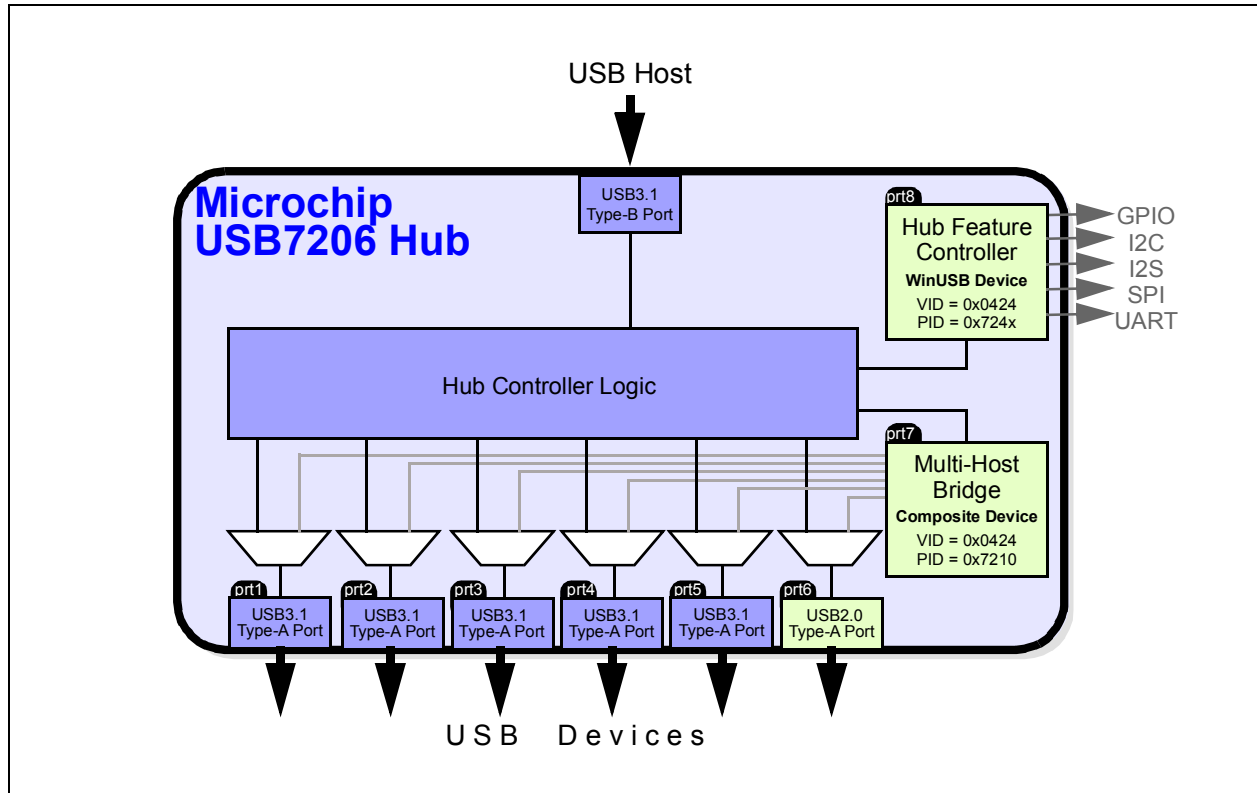 USB Host
Microchip
USB7206 Hub
USB3.1
Type-B Port
prt8
Hub Feature
Controller
WinUSB Device
VID = 0x0424
PID = 0x724x
GPIO
I2C
I2S
SPI
UART
Hub Controller Logic
prt7
Multi-Host
Bridge
Composite Device
VID = 0x0424
PID = 0x7210
prt1
USB3.1
Type-A Port
prt2
USB3.1
Type-A Port
prt3
USB3.1
Type-A Port
prt4
USB3.1
Type-A Port
prt5
USB3.1
Type-A Port
prt6
USB2.0
Type-A Port
USB Devices